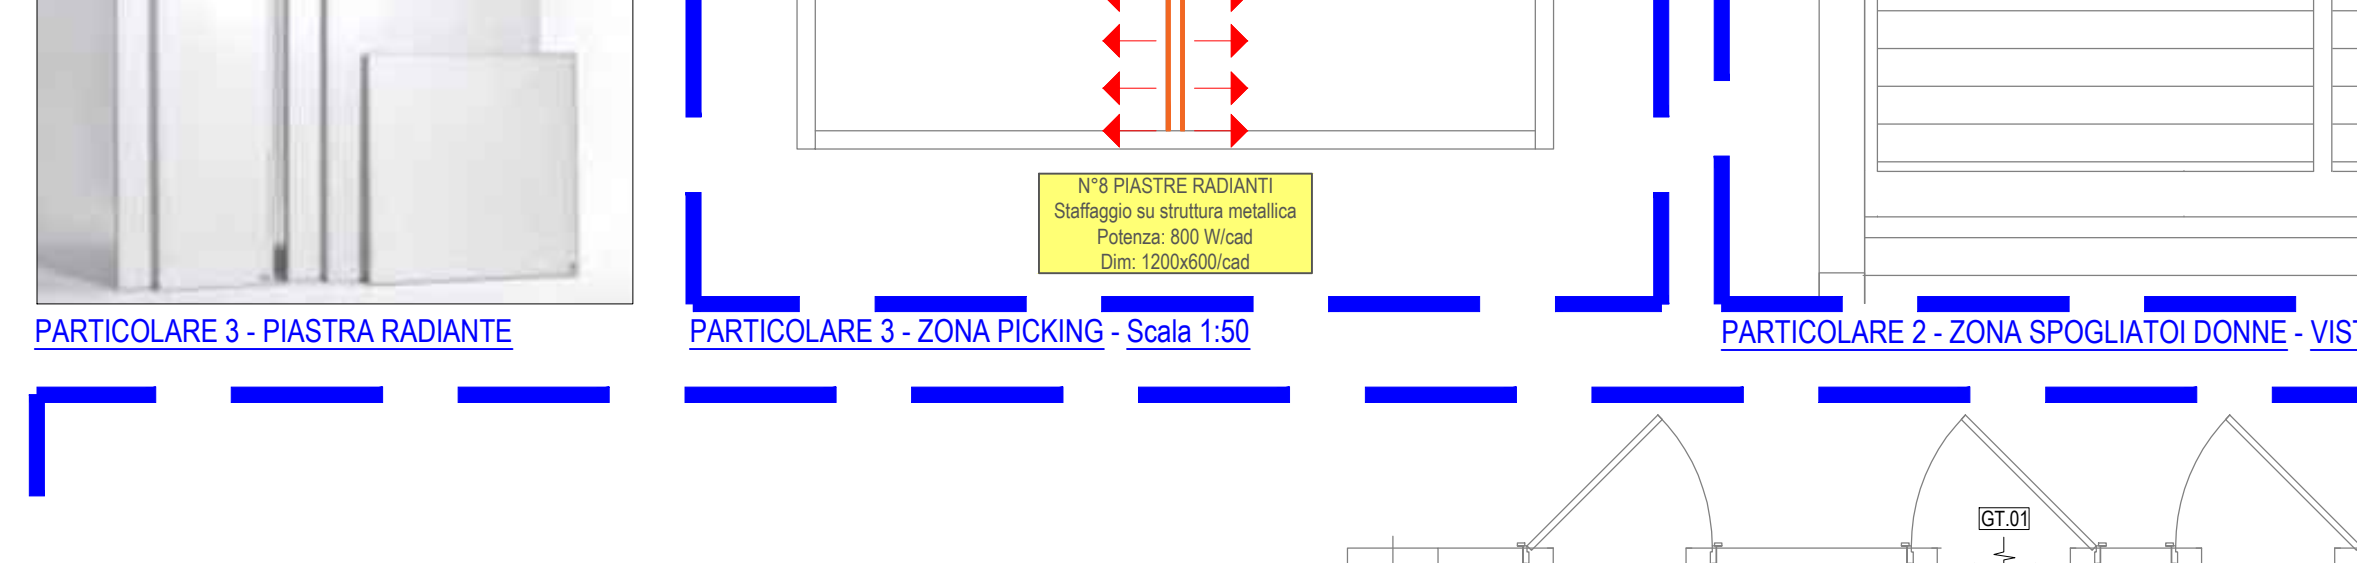 N°8 PIASTRE RADIANTI
Staffaggio su struttura metallica
Potenza: 800 W/cad
Dim: 1200x600/cad
PARTICOLARE 3 - PIASTRA RADIANTE
PARTICOLARE 3 - ZONA PICKING - Scala 1:50
PARTICOLARE 2 - ZONA SPOGLIATOI DONNE - VIST
GT.01